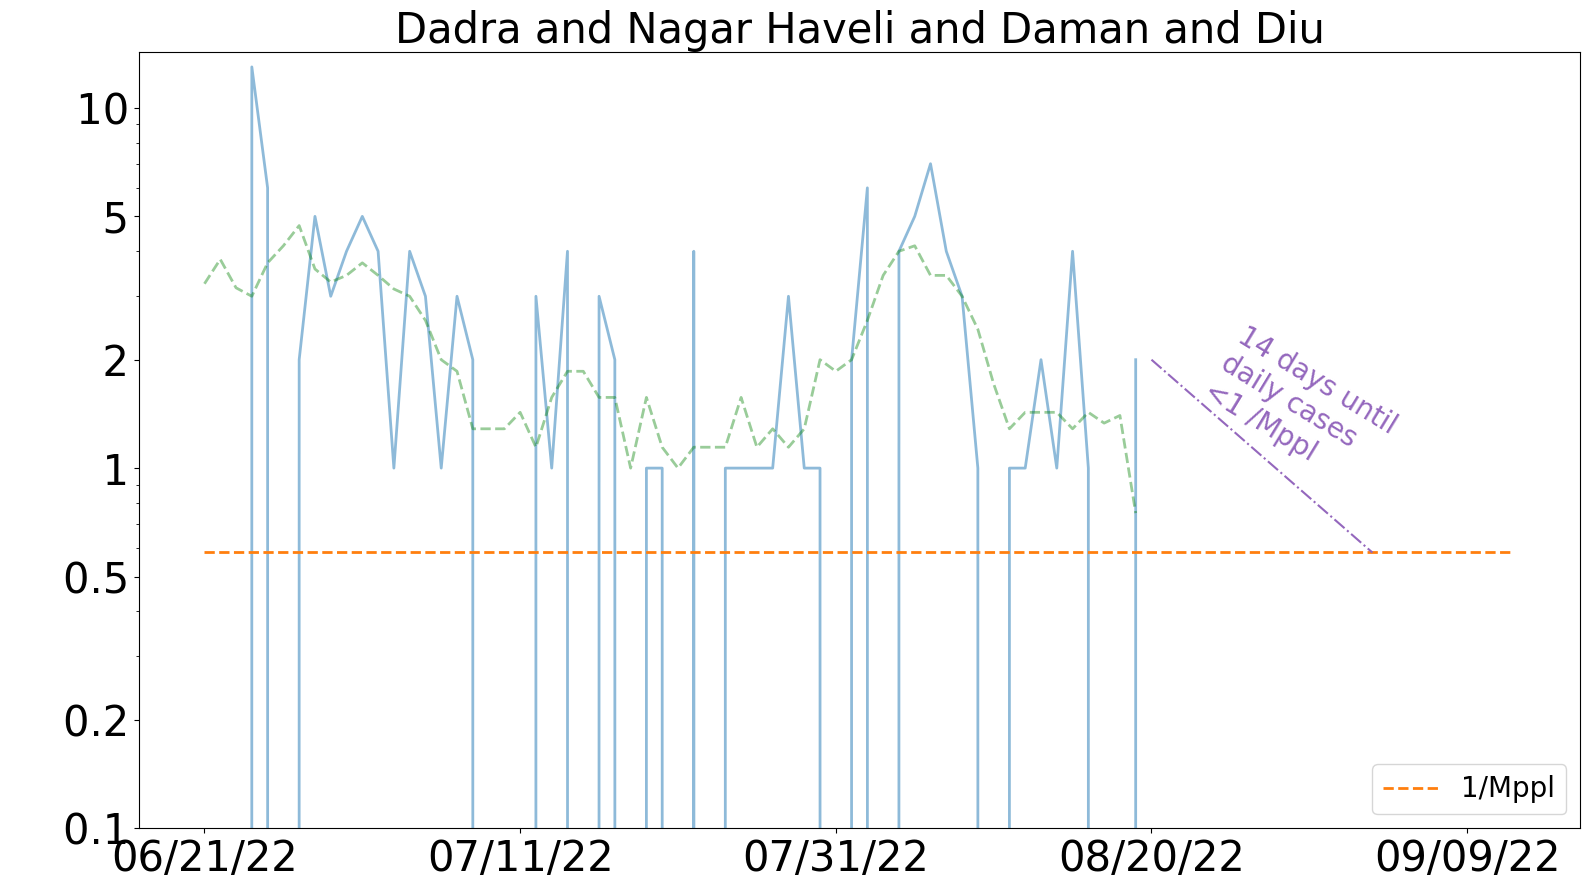 Dadra and Nagar Haveli and Daman and Diu
10
5
2
1
0.5
0.2
0.1
14 days until
daily cases
<1 /Mppl
1/Mppl
06/21/22
07/11/22
07/31/22
08/20/22
09/09/22